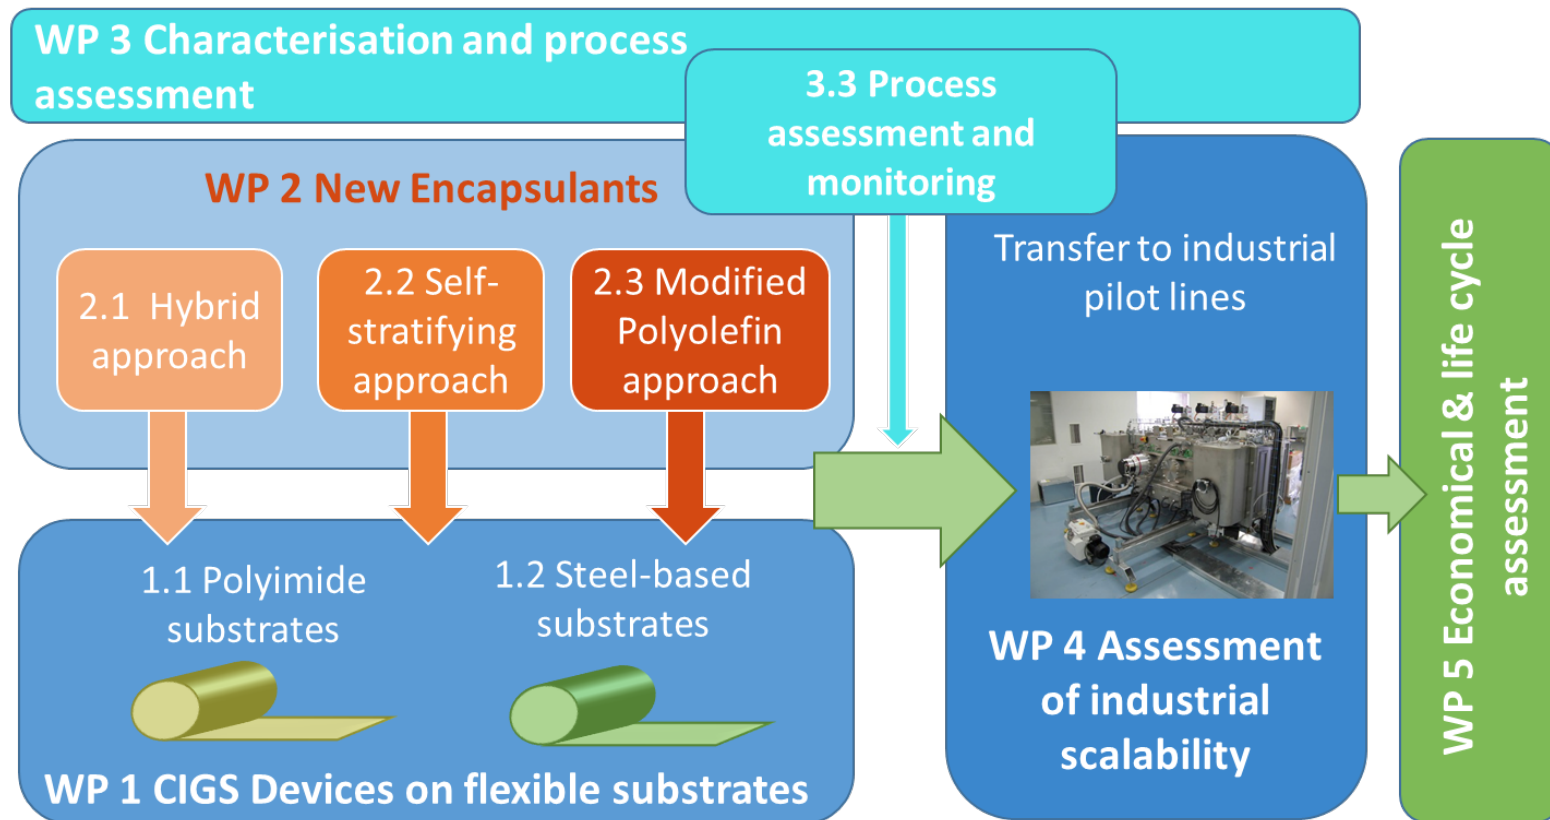 WP 3 Characterisation and process
assessment
3.3 Process
assessment and
monitoring
WP 2 New Encapsulants
2.1  Hybrid
approach
2.2 Self-
stratifying
approach
2.3 Modified
Polyolefin
approach
1.1 Polyimide
substrates
1.2 Steel-based
substrates
WP 1 CIGS Devices on flexible substrates
Transfer to industrial
pilot lines
WP 4 Assessment
of industrial
scalability
WP 5 Economical & life cycle
assessment